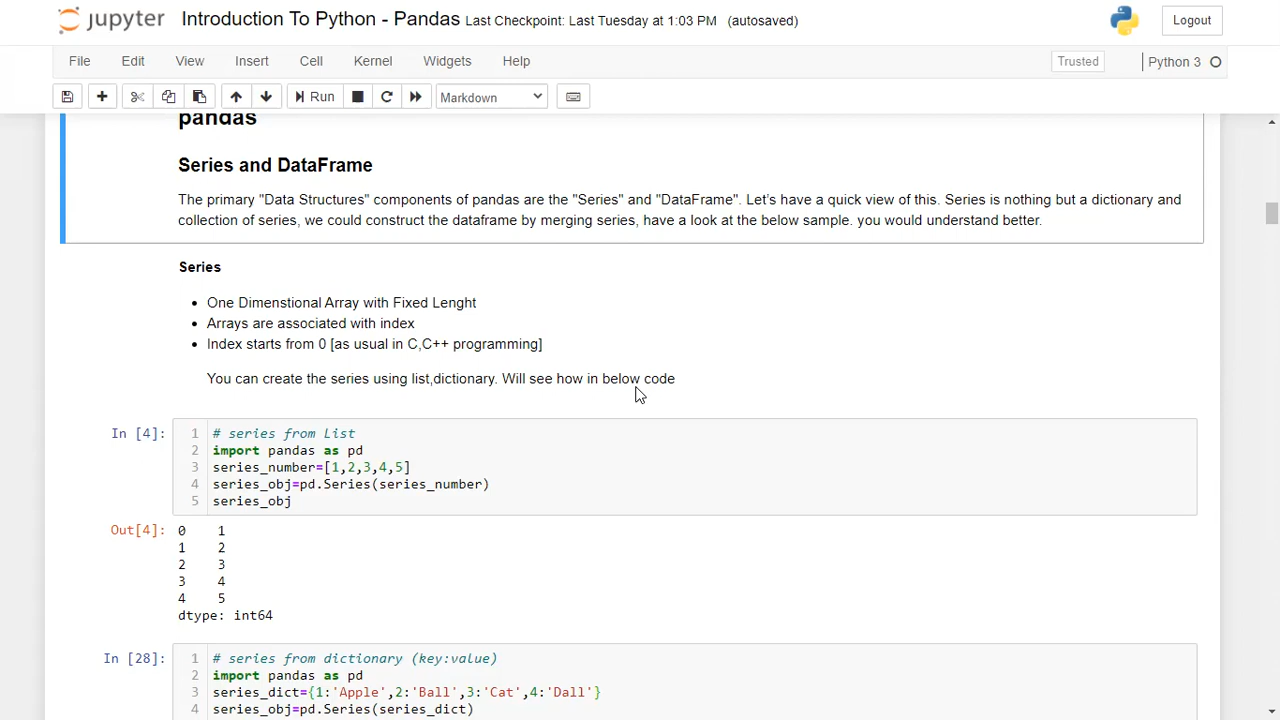 jupyter Introduction To Python - Pandas Last Checkpoint: Last Tuesday at 1:03 PM (autosaved) Logout
File Edit View Insert Cell Kernel Widgets Help Trusted Python 3
Run Markdown
pandas
Series and DataFrame
The primary "Data Structures" components of pandas are the "Series" and "DataFrame". Let's have a quick view of this. Series is nothing but a dictionary and
collection of series, we could construct the dataframe by merging series, have a look at the below sample. you would understand better.
Series
• One Dimenstional Array with Fixed Lenght
• Arrays are associated with index
• Index starts from 0 [as usual in C,C++ programming]
You can create the series using list,dictionary. Will see how in below code
In [4]: 1 # series from List
2 import pandas as pd
3 series_number=[1,2,3,4,5]
4 series_obj=pd.Series(series_number)
5 series_obj
Out[4]: 0 1
1 2
2 3
3 4
4 5
dtype: int64
In [28]: 1 # series from dictionary (key:value)
2 import pandas as pd
3 series_dict={1:'Apple',2:'Ball',3:'Cat',4:'Dall'}
4 series_obj=pd.Series(series_dict)